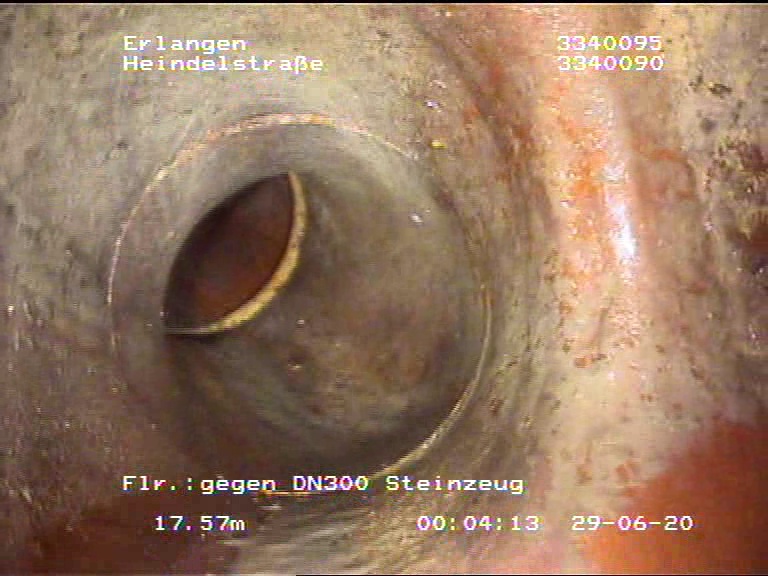 Erlangen 3340095
Heindelstraße 3340090
Flr.:gegen DN300 Steinzeug
17.57m 00:04:13 29-06-20